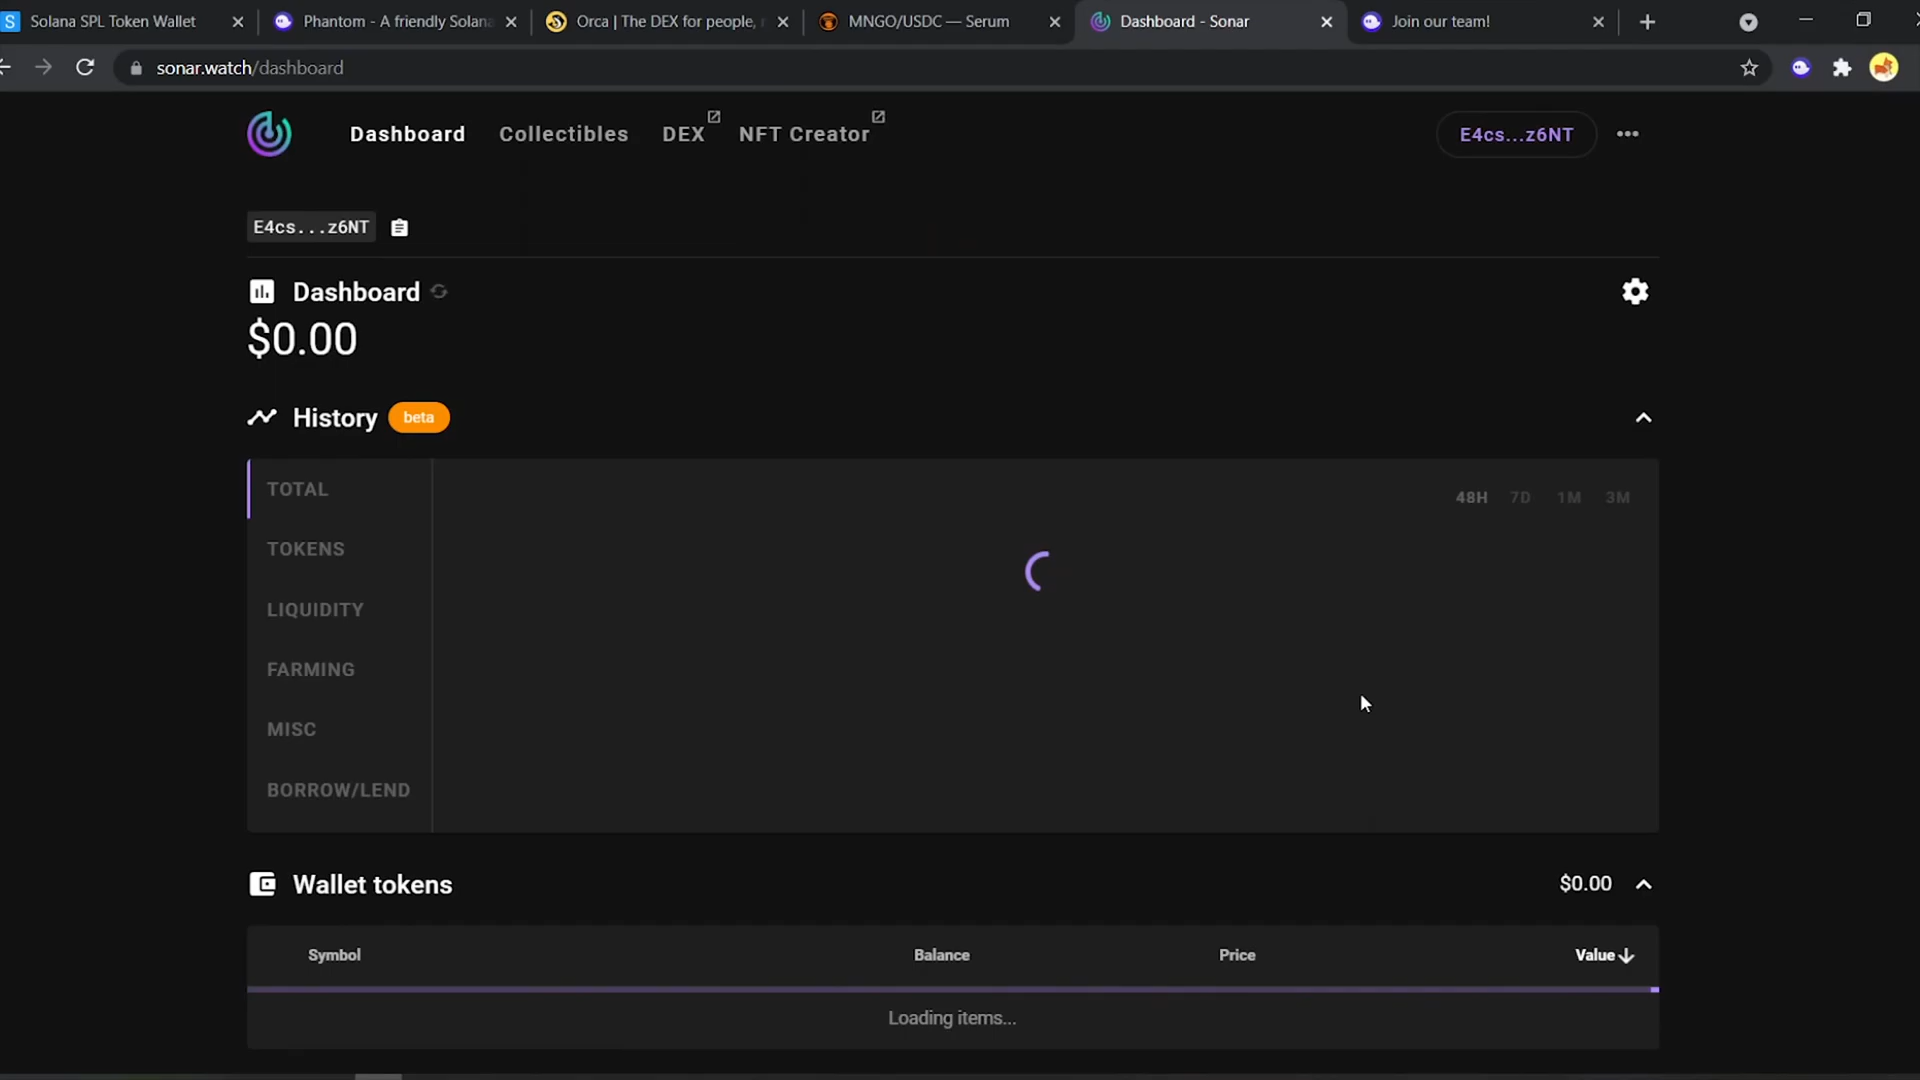 Solana SPL Token Wallet
Phantom - A friendly Solana
Orca | The DEX for people,
MNGO/USDC — Serum
Dashboard - Sonar
Join our team!
sonar.watch/dashboard
Dashboard
Collectibles
DEX
NFT Creator
E4cs...z6NT
E4cs...z6NT
Dashboard
$0.00
History
beta
TOTAL
48H
7D
1M
3M
TOKENS
LIQUIDITY
FARMING
MISC
BORROW/LEND
Wallet tokens
$0.00
Symbol
Balance
Price
Value
Loading items...